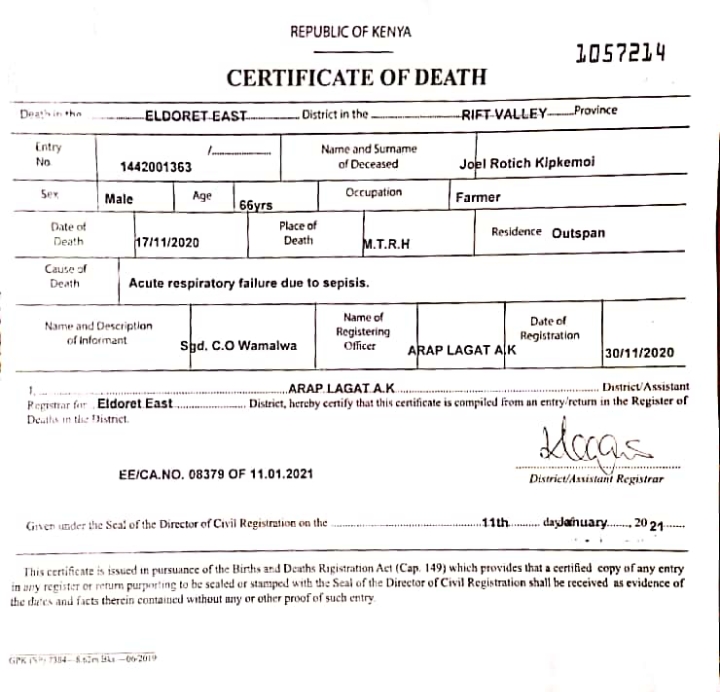 REPUBLIC OF KENYA
1057214
CERTIFICATE OF DEATH
Death in the ELDORET EAST District in the RIFT VALLEY Province
Entry No. 1442001363 /
Name and Surname of Deceased Joel Rotich Kipkemoi
Sex Male Age 66yrs Occupation Farmer
Date of Death 17/11/2020 Place of Death M.T.R.H Residence Outspan
Cause of Death Acute respiratory failure due to sepisis.
Name and Description of Informant Sgd. C.O Wamalwa Name of Registering Officer ARAP LAGAT A.K Date of Registration 30/11/2020
I, ARAP LAGAT A.K District/Assistant
Registrar for Eldoret East District, hereby certify that this certificate is compiled from an entry/return in the Register of
Deaths in the District.
EE/CA.NO. 08379 OF 11.01.2021
District/Assistant Registrar
Given under the Seal of the Director of Civil Registration on the 11th day January, 2021
This certificate is issued in pursuance of the Births and Deaths Rigistration Act (Cap. 149) which provides that a certified copy of any entry
in any register or return purporting to be sealed or stamped with the Seal of the Director of Civil Registration shall be received as evidence of
the dates and facts therein contained without any or other proof of such entry.
GPK (SP) 7384 Bks —06/2019